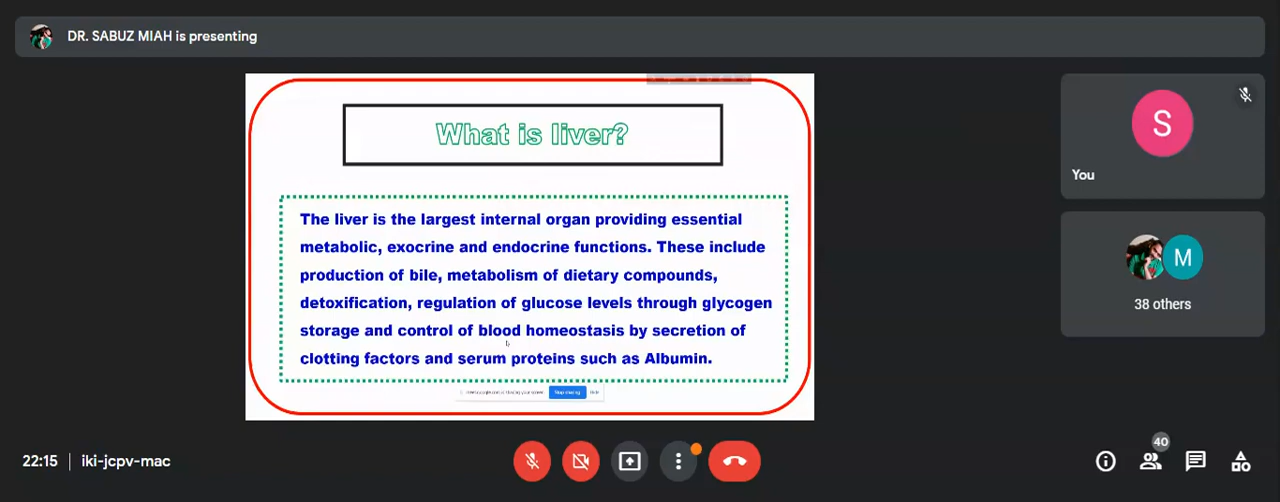 DR. SABUZ MIAH is presenting
What is liver?
The liver is the largest internal organ providing essential
metabolic, exocrine and endocrine functions. These include
production of bile, metabolism of dietary compounds,
detoxification, regulation of glucose levels through glycogen
storage and control of blood homeostasis by secretion of
clotting factors and serum proteins such as Albumin.
Stop sharing
Hide
S
You
M
38 others
22:15 | iki-jcpv-mac
40